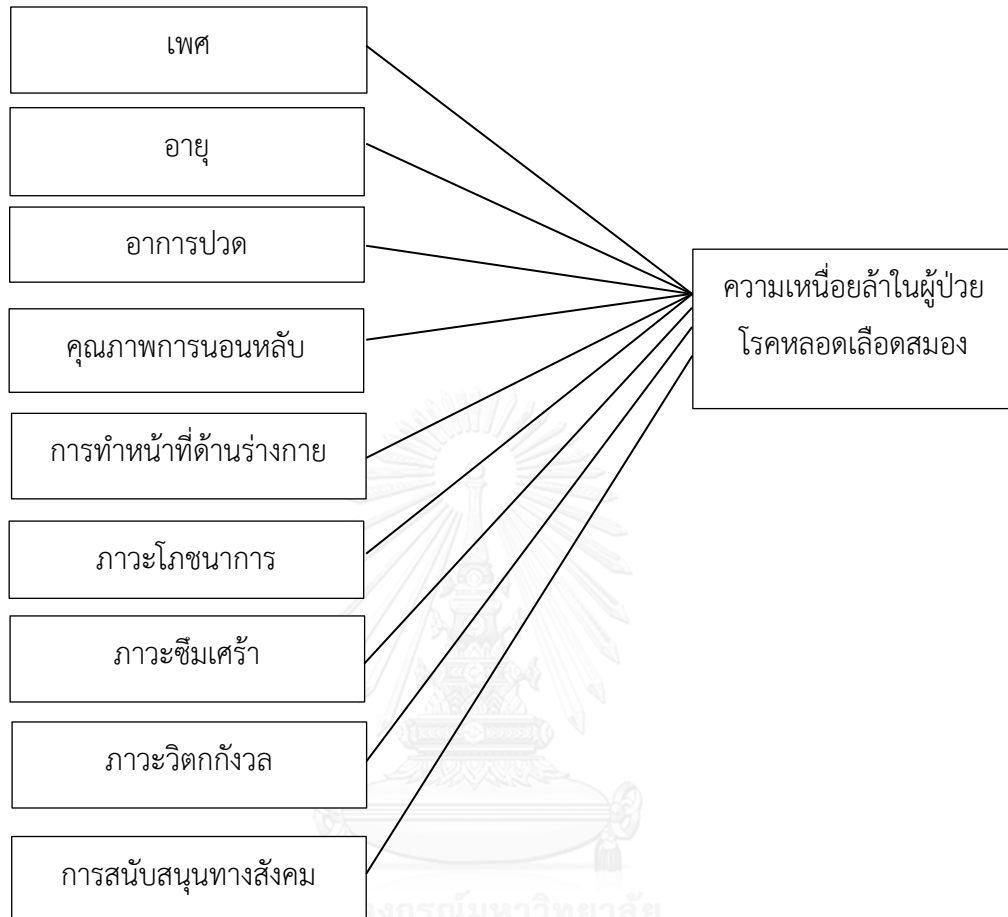 เพศ
อายุ
อาการปวด
คุณภาพการนอนหลับ
การทำหน้าที่ด้านร่างกาย
ภาวะโภชนาการ
ภาวะซึมเศร้า
ภาวะวิตกกังวล
การสนับสนุนทางสังคม
ความเหนื่อยล้าในผู้ป่วย
โรคหลอดเลือดสมอง